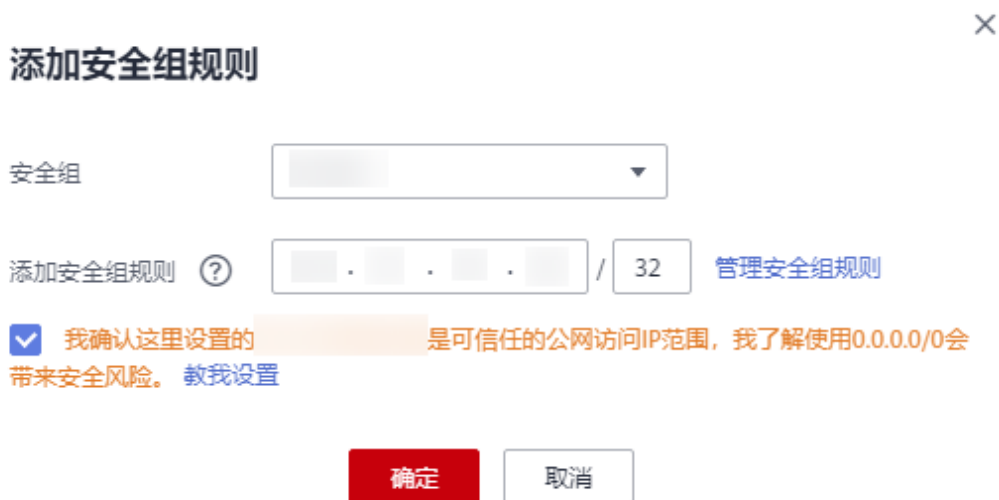 添加安全组规则
安全组
添加安全组规则 ? . . . / 32 管理安全组规则
我确认这里设置的 是可信任的公网访问IP范围，我了解使用0.0.0.0/0会
带来安全风险。 教我设置
确定 取消